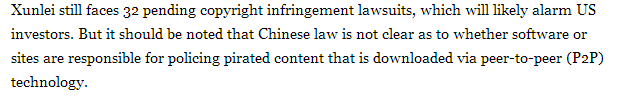 Xunlei still faces 32 pending copyright infringement lawsuits, which will likely alarm US
investors. But it should be noted that Chinese law is not clear as to whether software or
sites are responsible for policing pirated content that is downloaded via peer-to-peer (P2P)
technology.